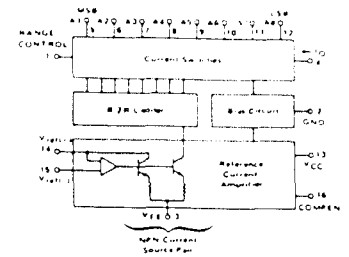 MSB LSB
A1 A2 A3 A4 A5 A6 A7 A8
5 6 7 8 9 10 11 12
RANGE
CONTROL
1
Current Switches
IO
4
R-2R Ladder
Bias Circuit
2
GND
Vref(+)
14
15
Vref(-)
Reference
Current
Amplifier
13
VCC
16
COMPEN
VEE 3
NPN Current
Source Pair